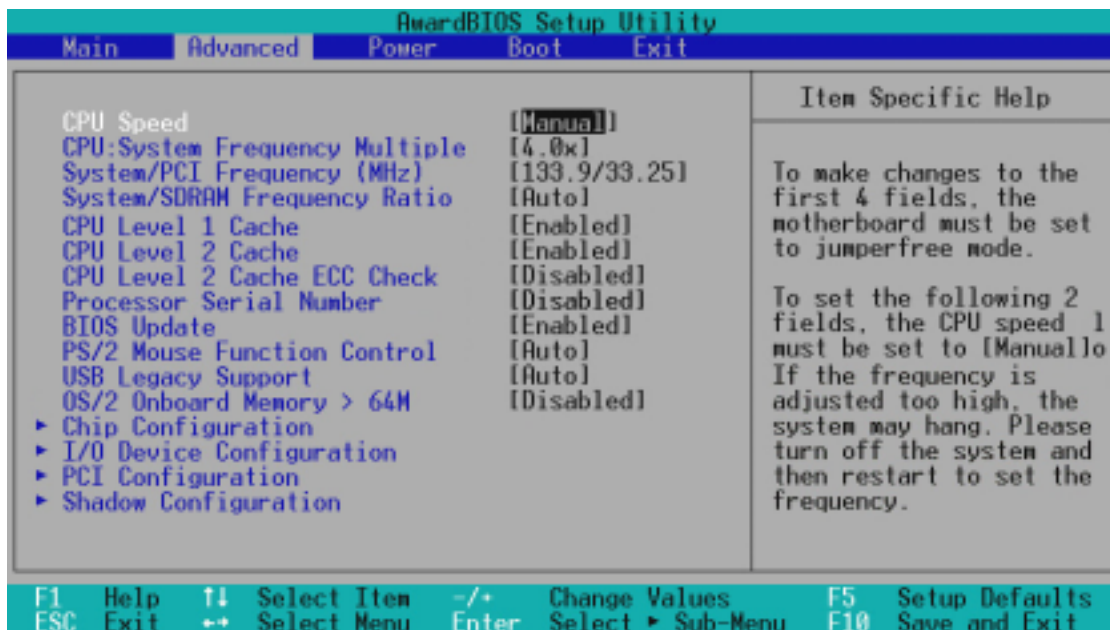 AwardBIOS Setup Utility
Main Advanced Power Boot Exit
Item Specific Help
CPU Speed [Manual]
CPU:System Frequency Multiple [4.0x]
System/PCI Frequency (MHz) [133.9/33.25]
System/SDRAM Frequency Ratio [Auto]
CPU Level 1 Cache [Enabled]
CPU Level 2 Cache [Enabled]
CPU Level 2 Cache ECC Check [Disabled]
Processor Serial Number [Disabled]
BIOS Update [Enabled]
PS/2 Mouse Function Control [Auto]
USB Legacy Support [Auto]
OS/2 Onboard Memory > 64M [Disabled]
► Chip Configuration
► I/O Device Configuration
► PCI Configuration
► Shadow Configuration
To make changes to the
first 4 fields, the
motherboard must be set
to jumperfree mode.
To set the following 2
fields, the CPU speed l
must be set to [Manual]o
If the frequency is
adjusted too high, the
system may hang. Please
turn off the system and
then restart to set the
frequency.
F1 Help ↑↓ Select Item -/+ Change Values F5 Setup Defaults
ESC Exit ←→ Select Menu Enter Select ► Sub-Menu F10 Save and Exit